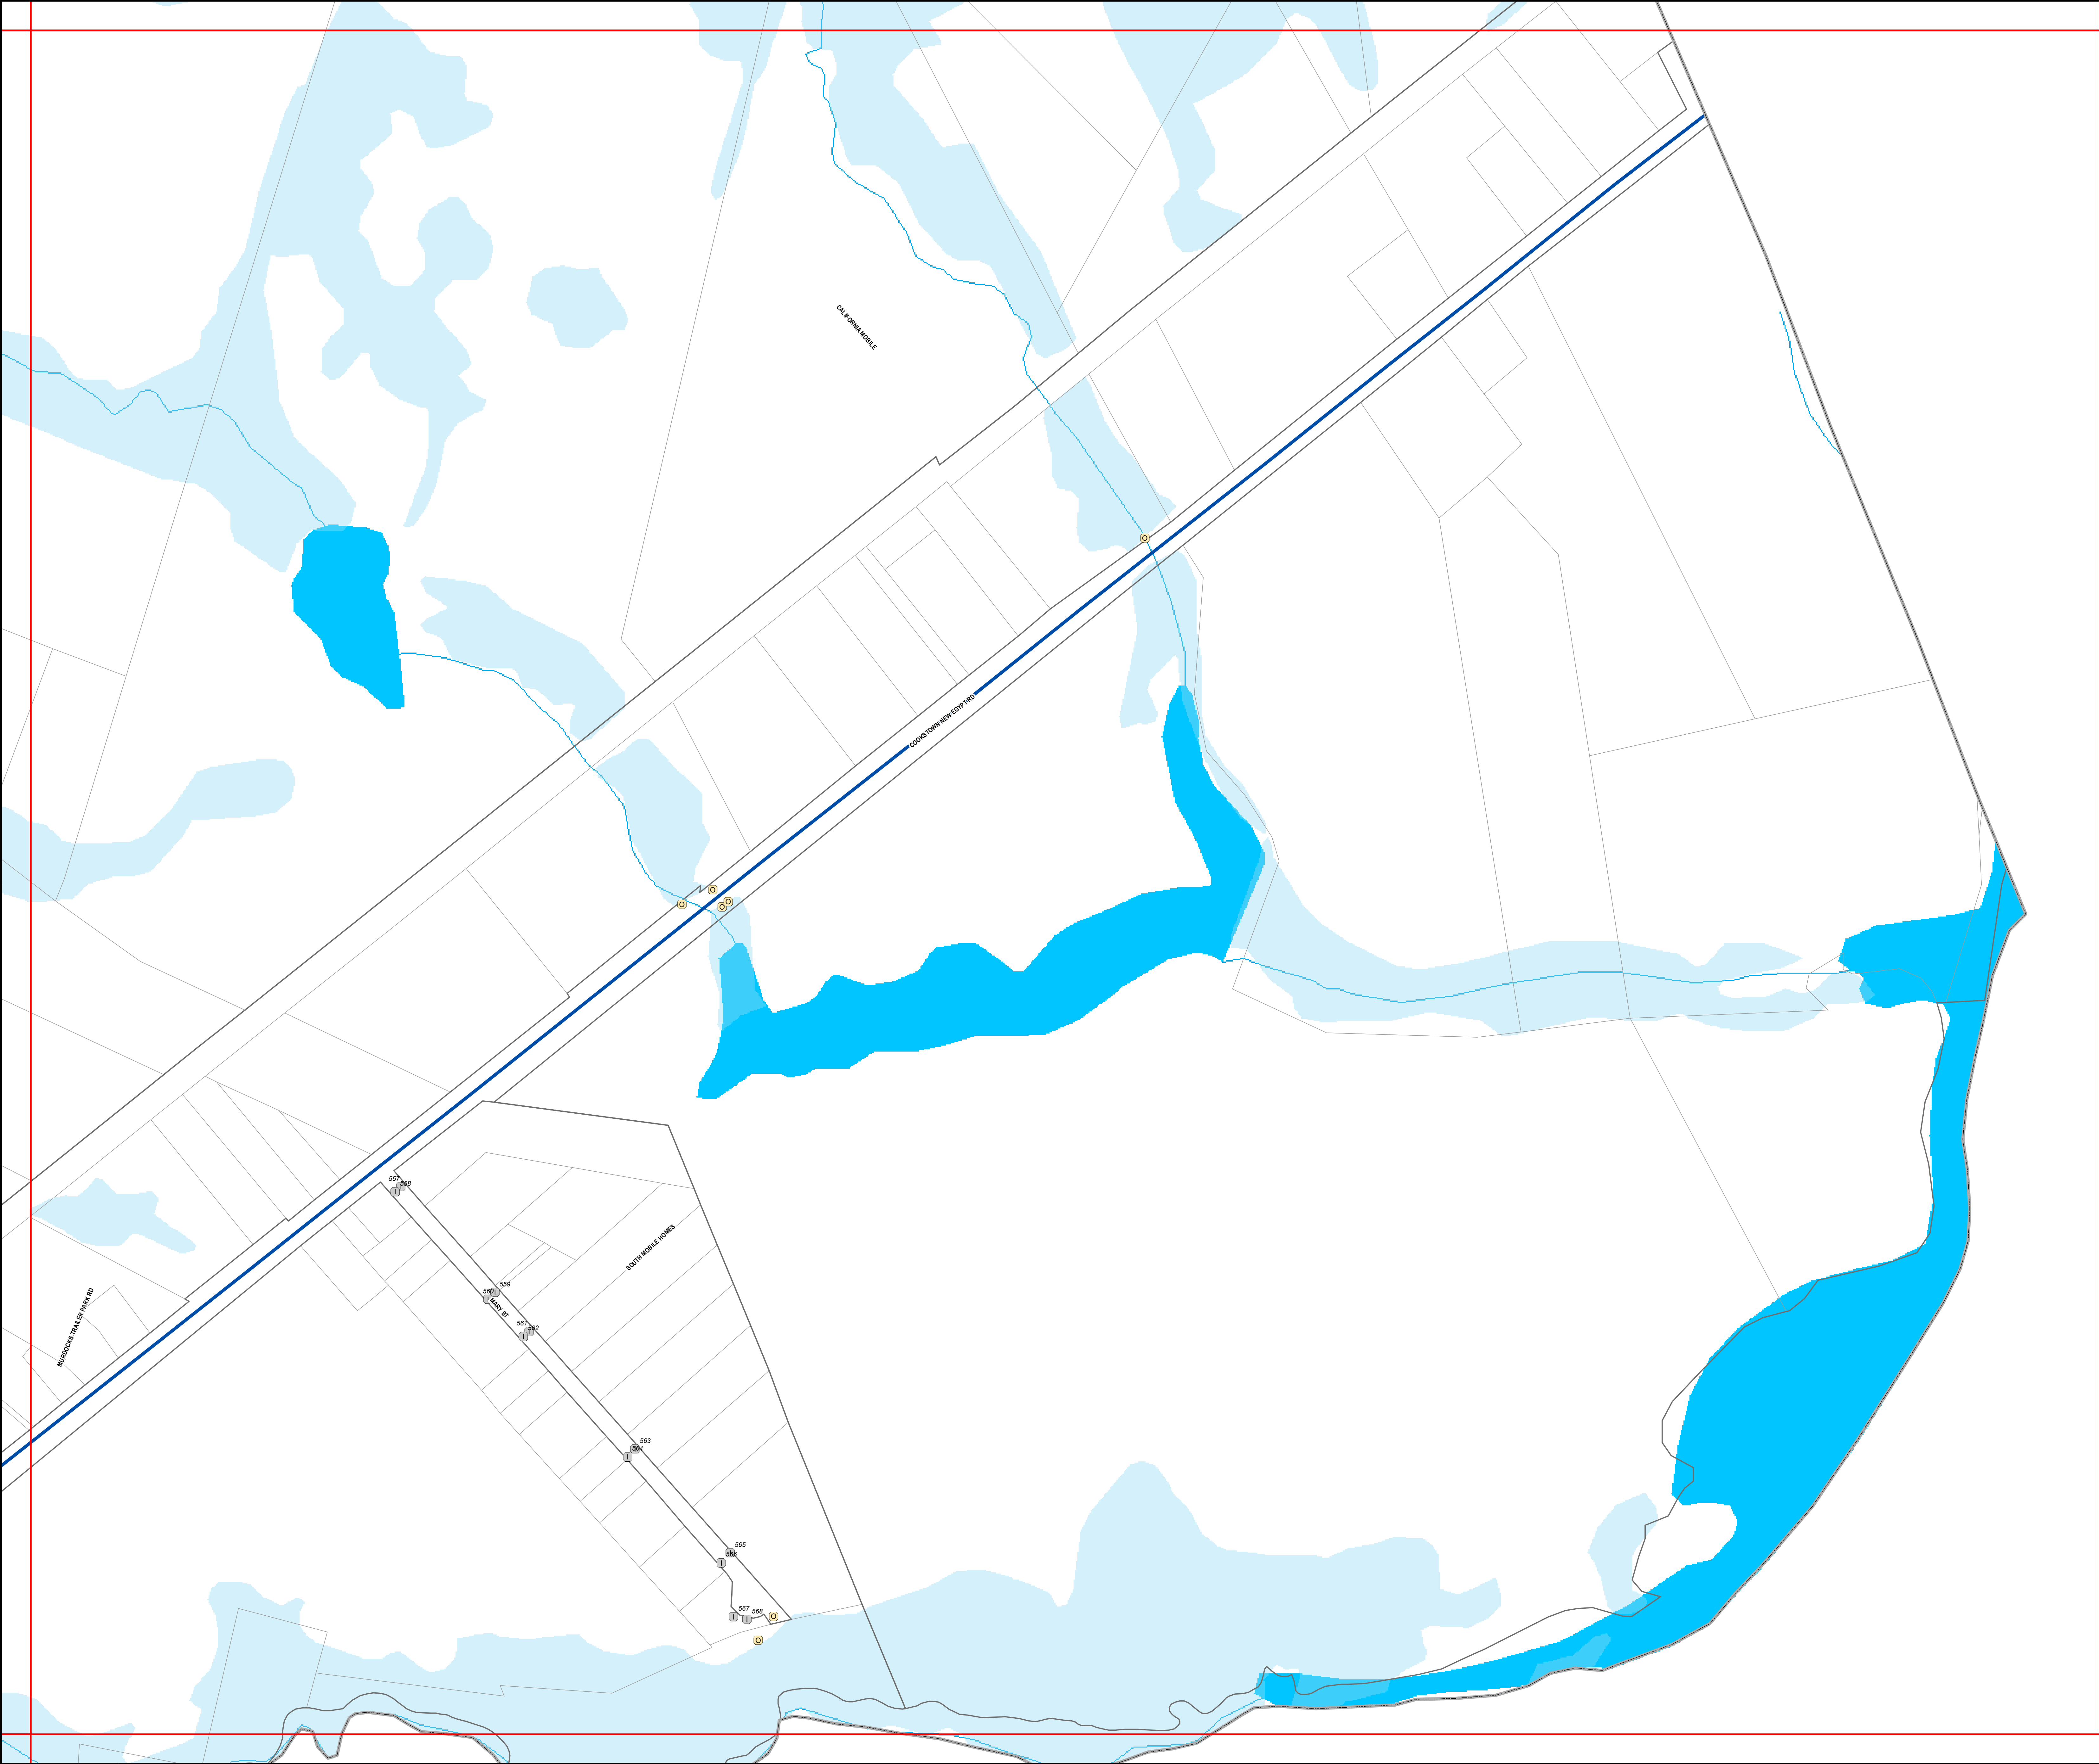 CALIFORNIA MOBILE
O
COOKSTOWN NEW EGYPT RD
O
O
O
O
557
558
I
SOUTH MOBILE HOMES
559
560
I
MARY ST
561
562
I
MURDOCKS TRAILER PARK RD
563
564
I
565
566
I
567
568
I
I
O
O